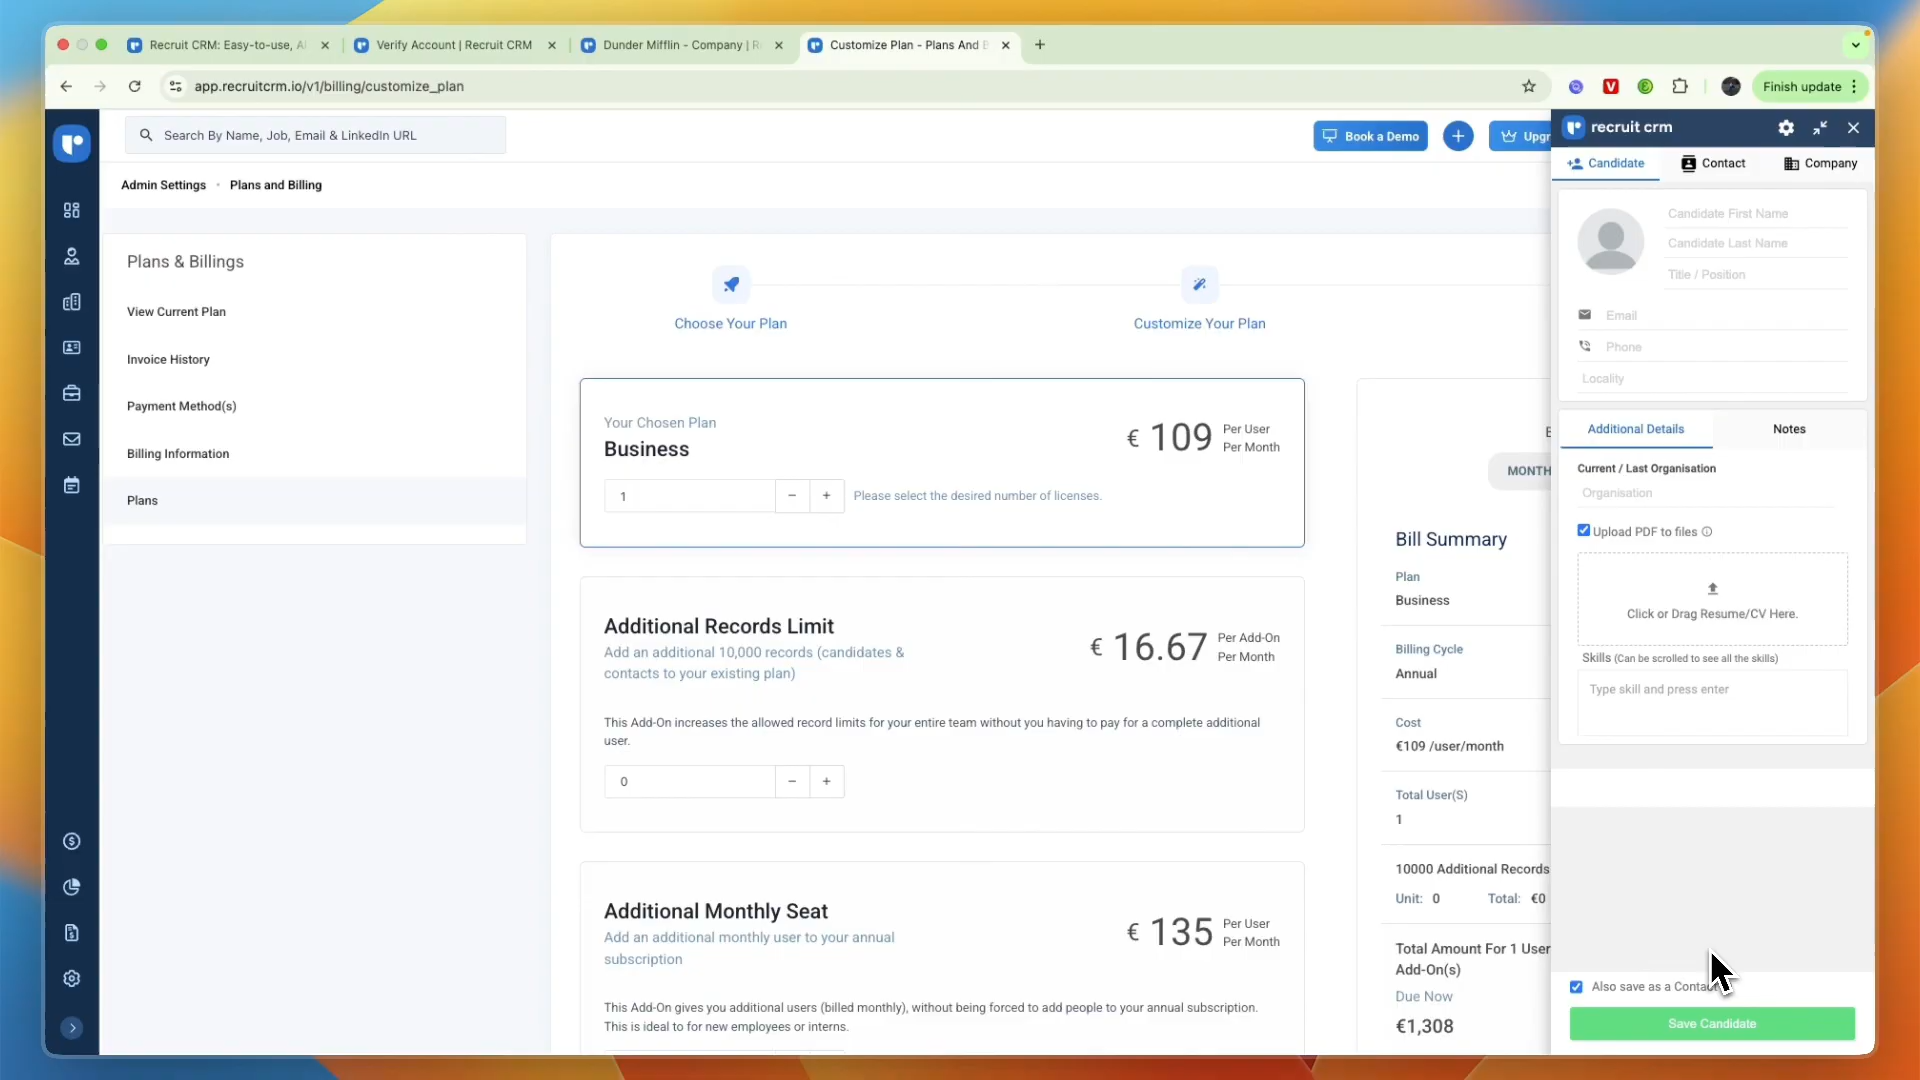 Recruit CRM: Easy-to-use, A
Verify Account | Recruit CRM
Dunder Mifflin - Company | R
Customize Plan - Plans And B
app.recruitcrm.io/v1/billing/customize_plan
Finish update
Search By Name, Job, Email & LinkedIn URL
Book a Demo
Upgr
Admin Settings • Plans and Billing
Plans & Billings
View Current Plan
Invoice History
Payment Method(s)
Billing Information
Plans
Choose Your Plan
Customize Your Plan
Your Chosen Plan
Business
€ 109 Per User
Per Month
1 − +
Please select the desired number of licenses.
Additional Records Limit
Add an additional 10,000 records (candidates &
contacts to your existing plan)
€ 16.67 Per Add-On
Per Month
This Add-On increases the allowed record limits for your entire team without you having to pay for a complete additional
user.
0 − +
Additional Monthly Seat
Add an additional monthly user to your annual
subscription
€ 135 Per User
Per Month
This Add-On gives you additional users (billed monthly), without being forced to add people to your annual subscription.
This is ideal to for new employees or interns.
MONTH
Bill Summary
Plan
Business
Billing Cycle
Annual
Cost
€109 /user/month
Total User(S)
1
10000 Additional Records
Unit: 0 Total: €0
Total Amount For 1 User
Add-On(s)
Due Now
€1,308
recruit crm
Candidate
Contact
Company
Candidate First Name
Candidate Last Name
Title / Position
Email
Phone
Locality
Additional Details
Notes
Current / Last Organisation
Organisation
Upload PDF to files
Click or Drag Resume/CV Here.
Skills (Can be scrolled to see all the skills)
Type skill and press enter
Also save as a Contact
Save Candidate